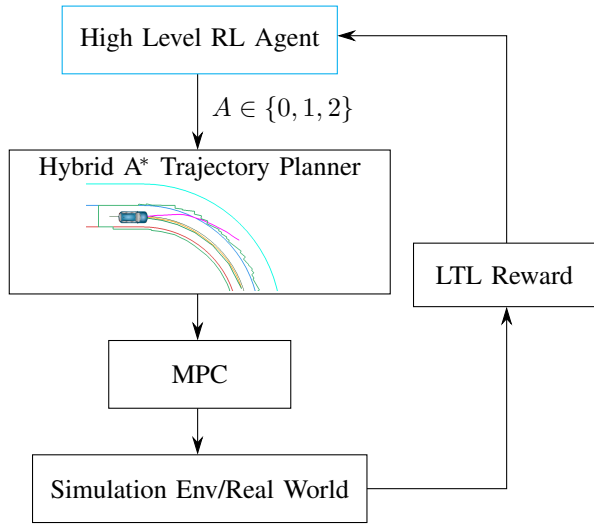 High Level RL Agent
A ∈ {0, 1, 2}
Hybrid A* Trajectory Planner
LTL Reward
MPC
Simulation Env/Real World